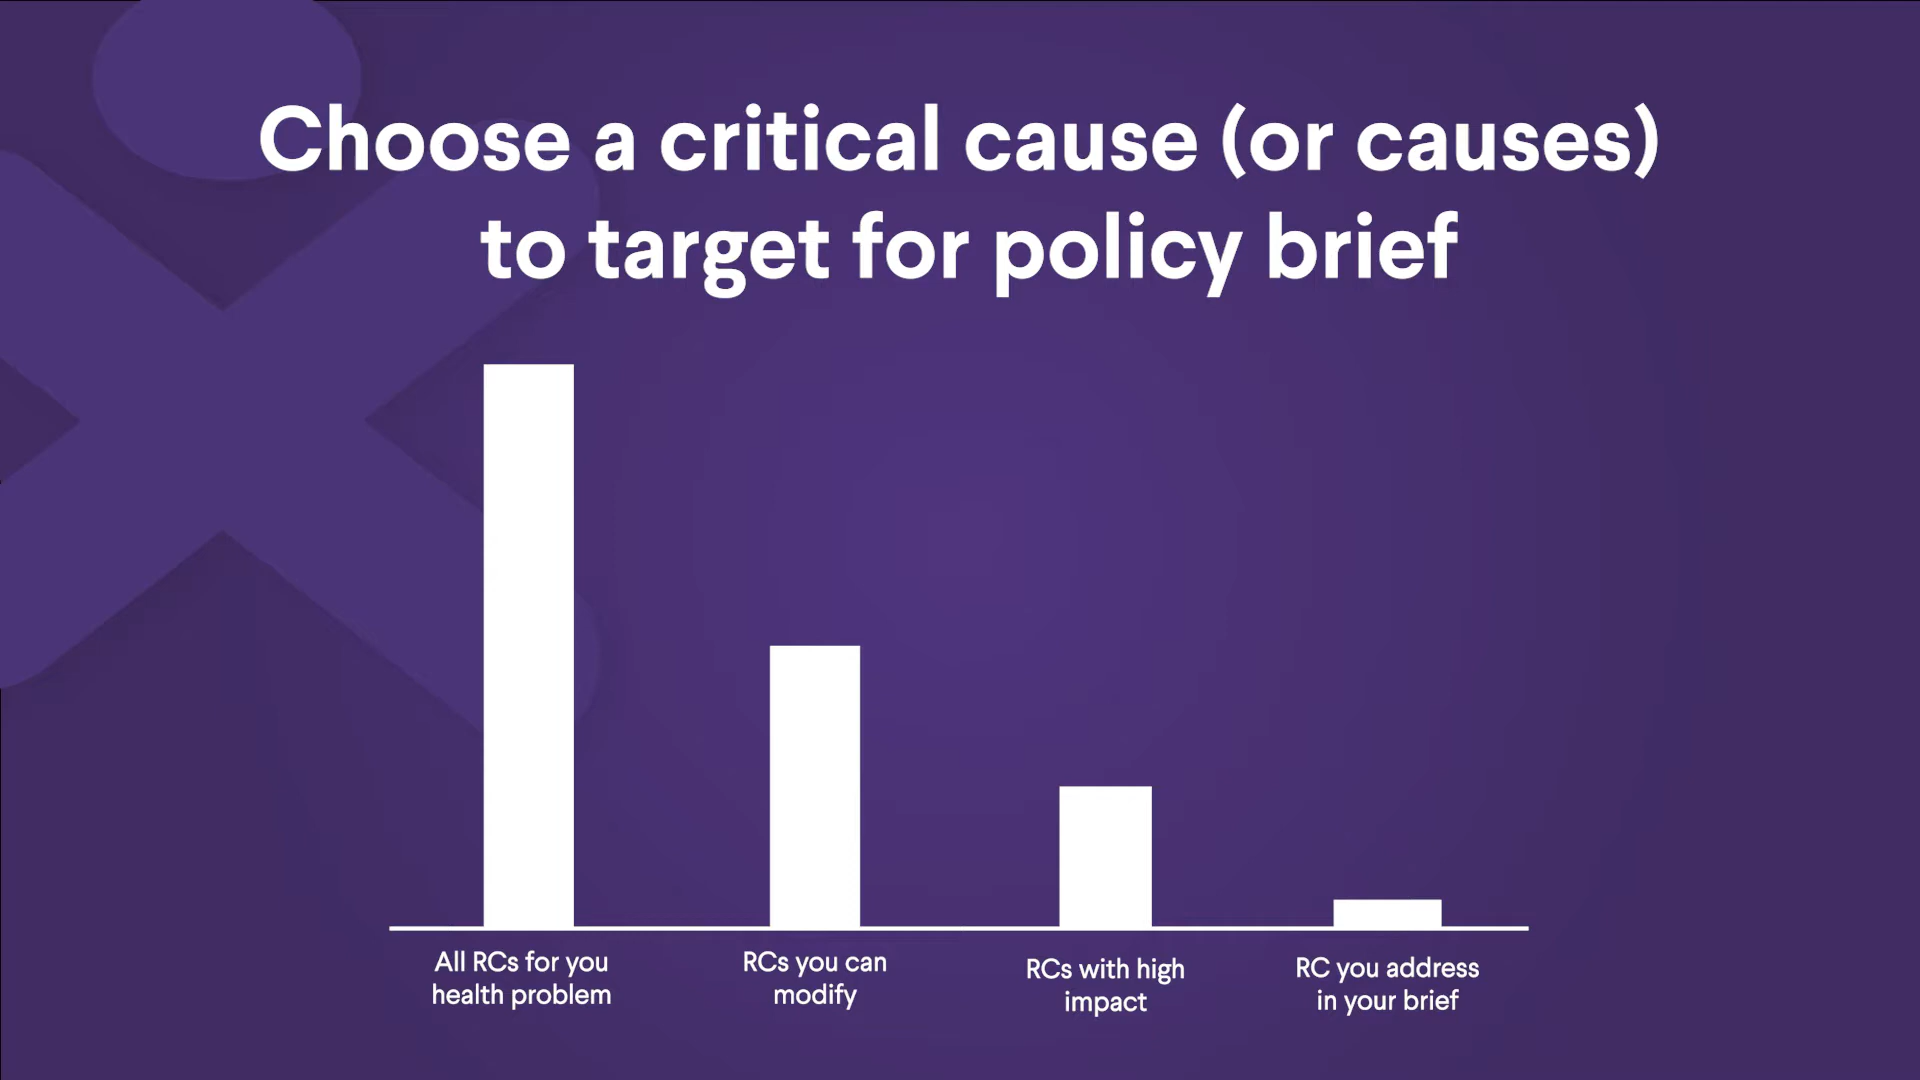 Choose a critical cause (or causes)
to target for policy brief
All RCs for you
health problem
RCs you can
modify
RCs with high
impact
RC you address
in your brief